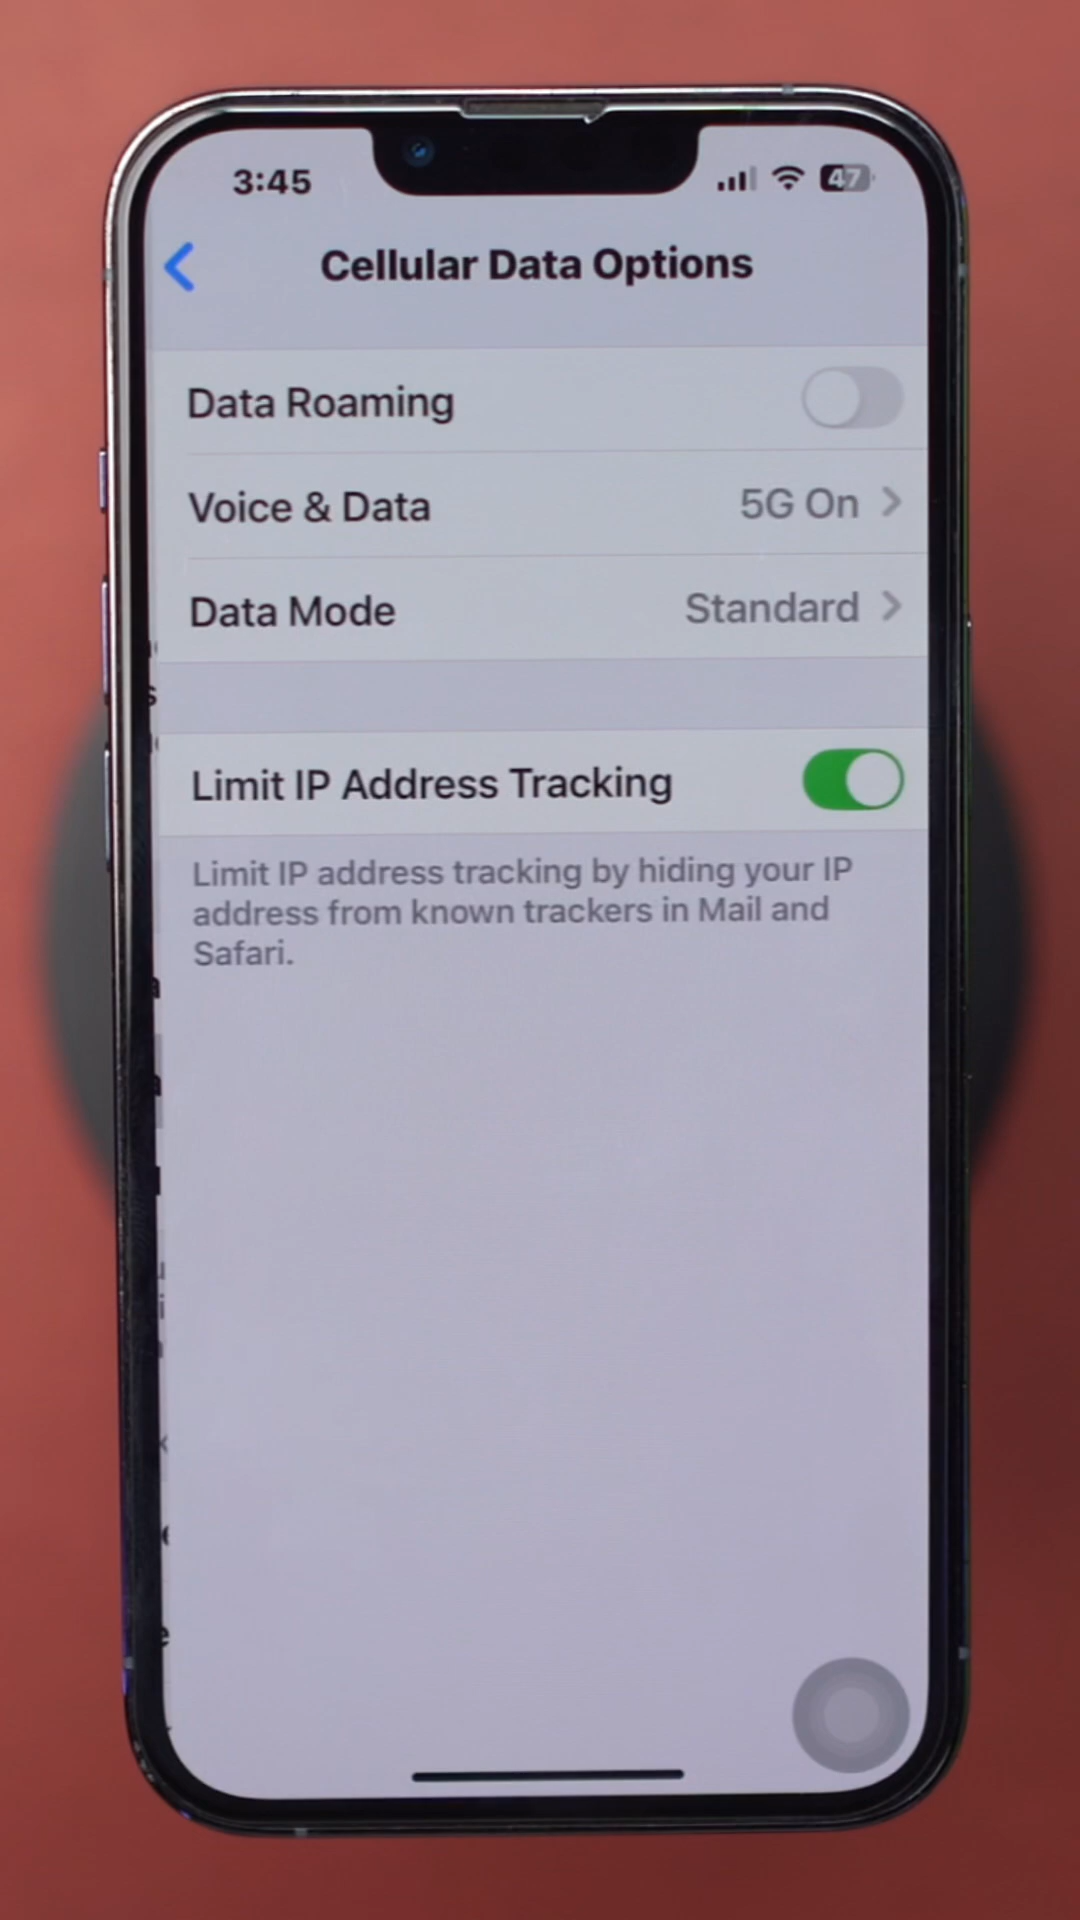 3:45
47
Cellular Data Options
Data Roaming
Voice & Data 5G On
Data Mode Standard
Limit IP Address Tracking
Limit IP address tracking by hiding your IP
address from known trackers in Mail and
Safari.